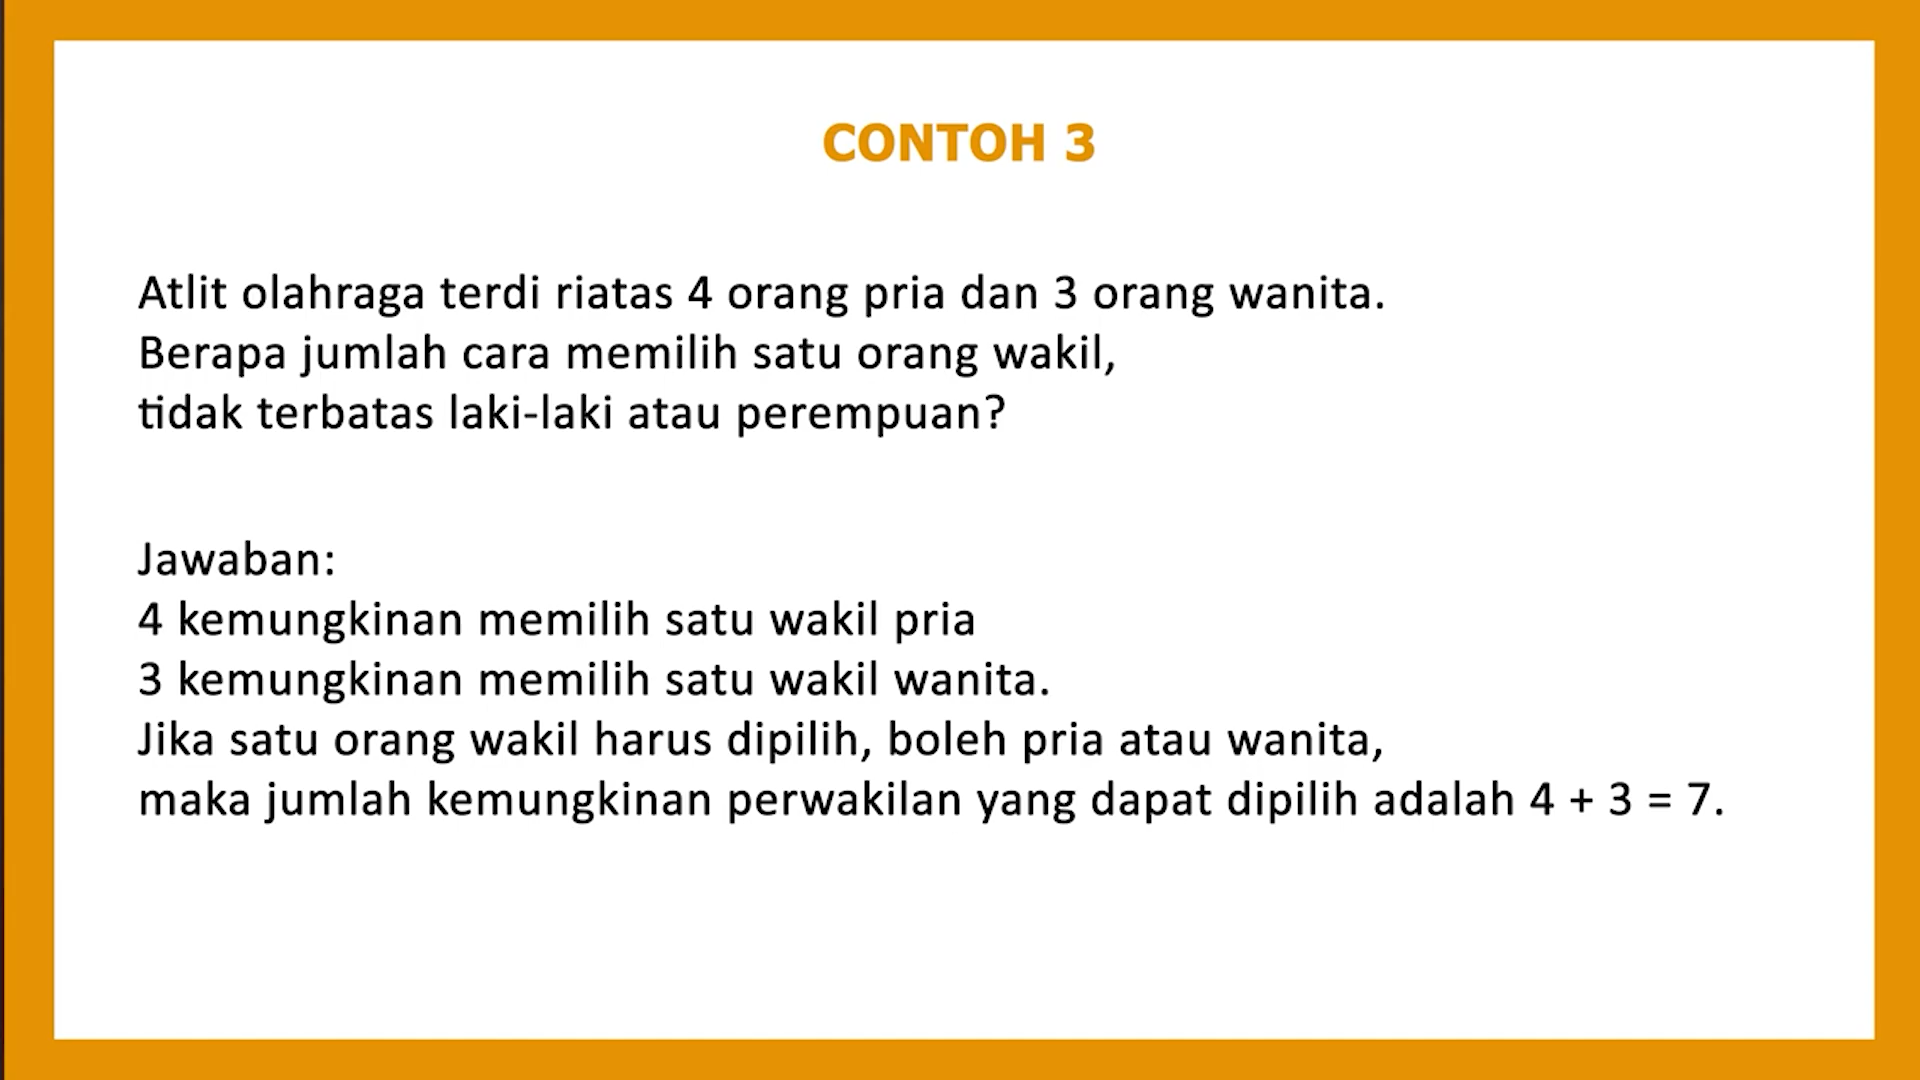 CONTOH 3
Atlit olahraga terdi riatas 4 orang pria dan 3 orang wanita.
Berapa jumlah cara memilih satu orang wakil,
tidak terbatas laki-laki atau perempuan?
Jawaban:
4 kemungkinan memilih satu wakil pria
3 kemungkinan memilih satu wakil wanita.
Jika satu orang wakil harus dipilih, boleh pria atau wanita,
maka jumlah kemungkinan perwakilan yang dapat dipilih adalah 4 + 3 = 7.